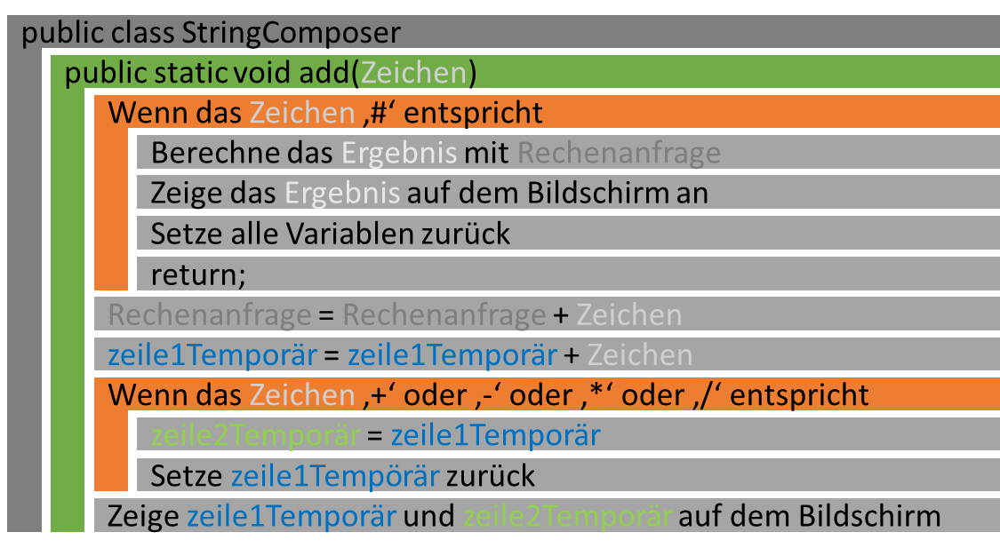 public class StringComposer
public static void add(Zeichen)
Wenn das Zeichen ‚#‘ entspricht
Berechne das Ergebnis mit Rechenanfrage
Zeige das Ergebnis auf dem Bildschirm an
Setze alle Variablen zurück
return;
Rechenanfrage = Rechenanfrage + Zeichen
zeile1Temporär = zeile1Temporär + Zeichen
Wenn das Zeichen ‚+‘ oder ‚-‘ oder ‚*‘ oder ‚/‘ entspricht
zeile2Temporär = zeile1Temporär
Setze zeile1Tempörär zurück
Zeige zeile1Temporär und zeile2Temporär auf dem Bildschirm